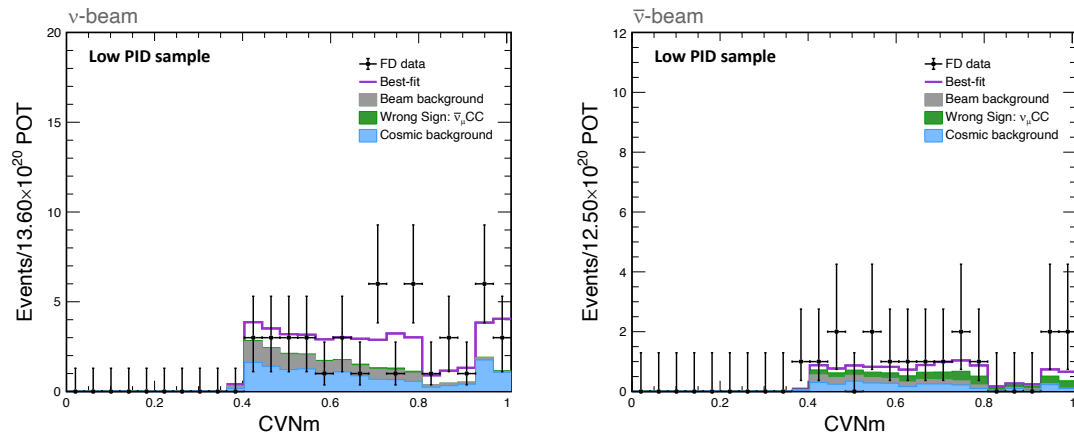 ν-beam
Low PID sample
FD data
Best-fit
Beam background
Wrong Sign: ν̅μCC
Cosmic background
Events/13.60×10²⁰ POT
20
15
10
5
0
0
0.2
0.4
0.6
0.8
1
CVNm
ν̅-beam
Low PID sample
FD data
Best-fit
Beam background
Wrong Sign: νμCC
Cosmic background
Events/12.50×10²⁰ POT
12
10
8
6
4
2
0
0
0.2
0.4
0.6
0.8
1
CVNm